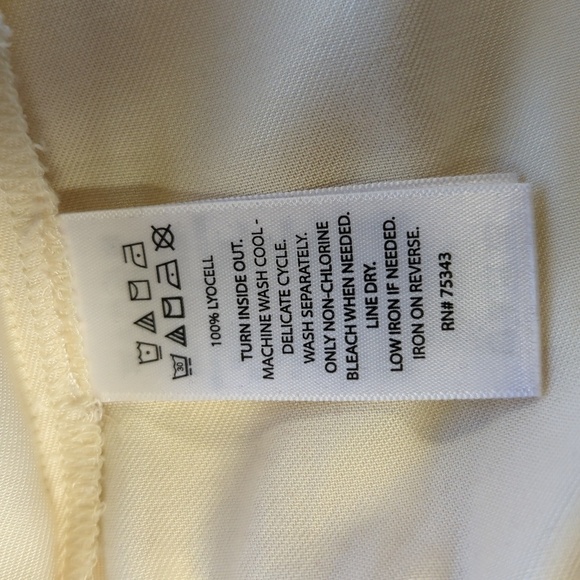 30
100% LYOCELL
TURN INSIDE OUT.
MACHINE WASH COOL -
DELICATE CYCLE.
WASH SEPARATELY.
ONLY NON-CHLORINE
BLEACH WHEN NEEDED.
LINE DRY.
LOW IRON IF NEEDED.
IRON ON REVERSE.
RN# 75343